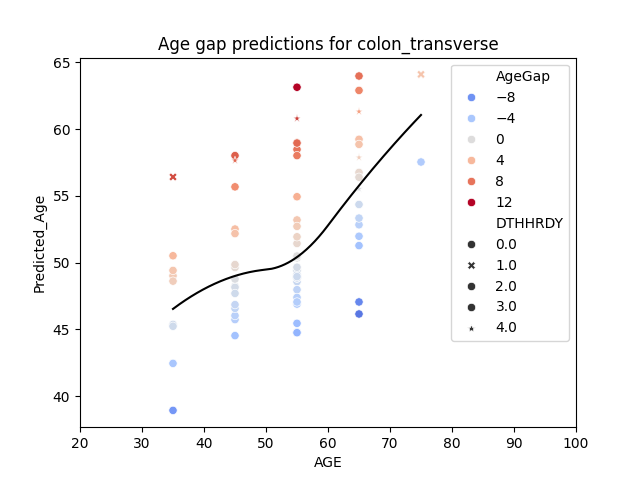 Age gap predictions for colon_transverse
65
60
55
50
45
40
Predicted_Age
20 30 40 50 60 70 80 90 100
AGE
AgeGap
−8
−4
0
4
8
12
DTHHRDY
0.0
1.0
2.0
3.0
4.0